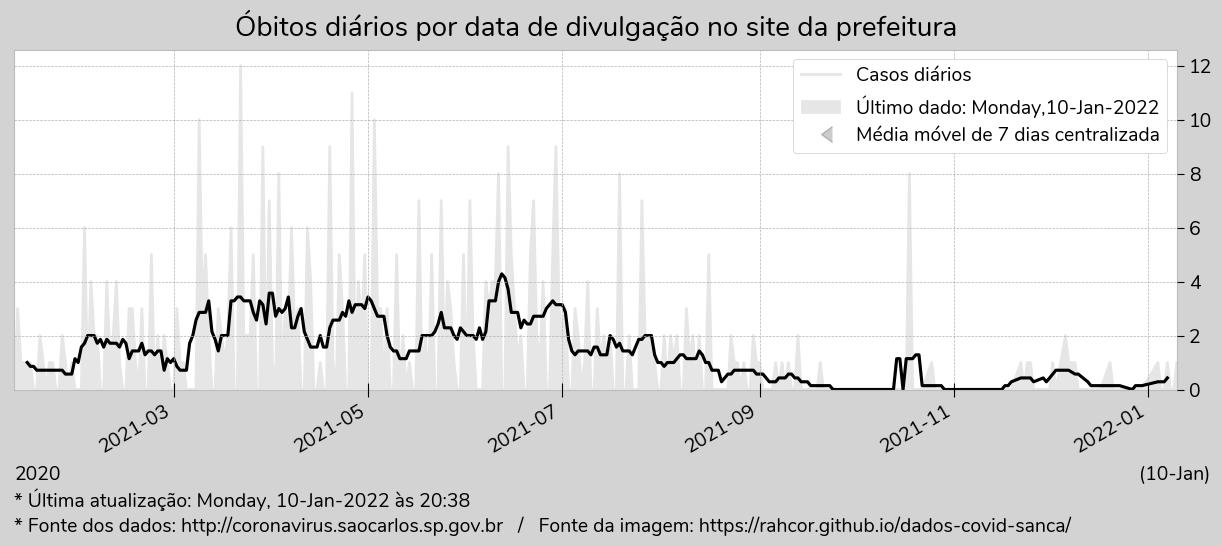 Óbitos diários por data de divulgação no site da prefeitura
Casos diários
Último dado: Monday,10-Jan-2022
Média móvel de 7 dias centralizada
12
10
8
6
4
2
0
2021-03
2021-05
2021-07
2021-09
2021-11
2022-01
2020
(10-Jan)
* Última atualização: Monday, 10-Jan-2022 às 20:38
* Fonte dos dados: http://coronavirus.saocarlos.sp.gov.br / Fonte da imagem: https://rahcor.github.io/dados-covid-sanca/